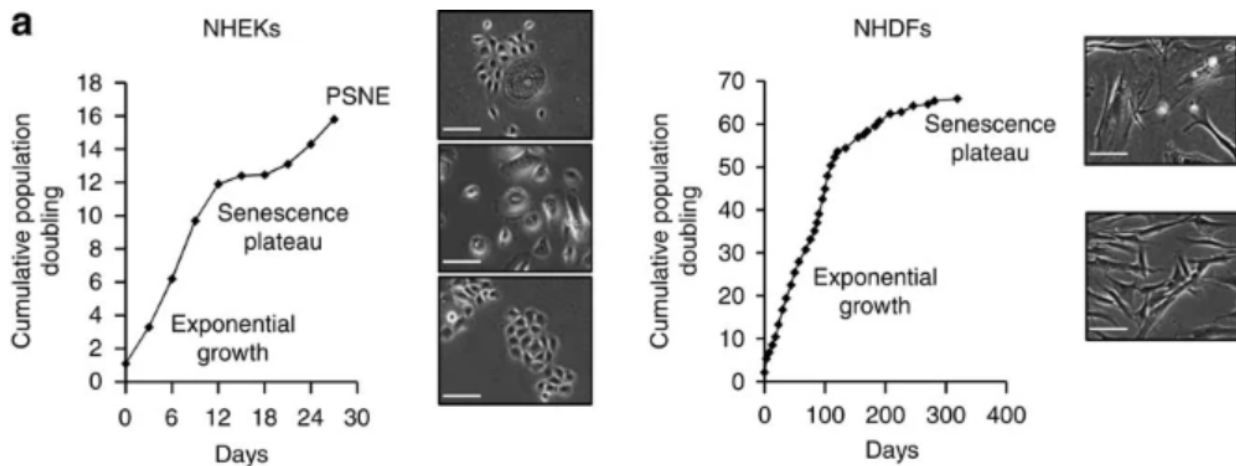 a
NHEKs
Cumulative population
doubling
18
16
14
12
10
8
6
4
2
0
PSNE
Senescence
plateau
Exponential
growth
0 6 12 18 24 30
Days
NHDFs
Cumulative population
doubling
70
60
50
40
30
20
10
0
Senescence
plateau
Exponential
growth
0 100 200 300 400
Days